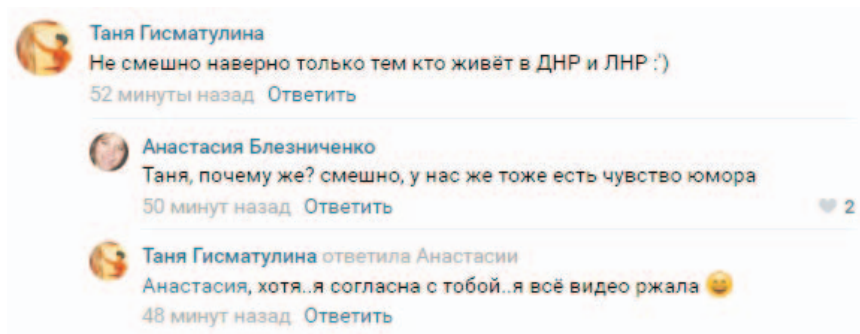 Таня Гисматулина
Не смешно наверно только тем кто живёт в ДНР и ЛНР :')
52 минуты назад Ответить
Анастасия Блезниченко
Таня, почему же? смешно, у нас же тоже есть чувство юмора
50 минут назад Ответить
2
Таня Гисматулина ответила Анастасии
Анастасия, хотя..я согласна с тобой..я всё видео ржала 😄
48 минут назад Ответить